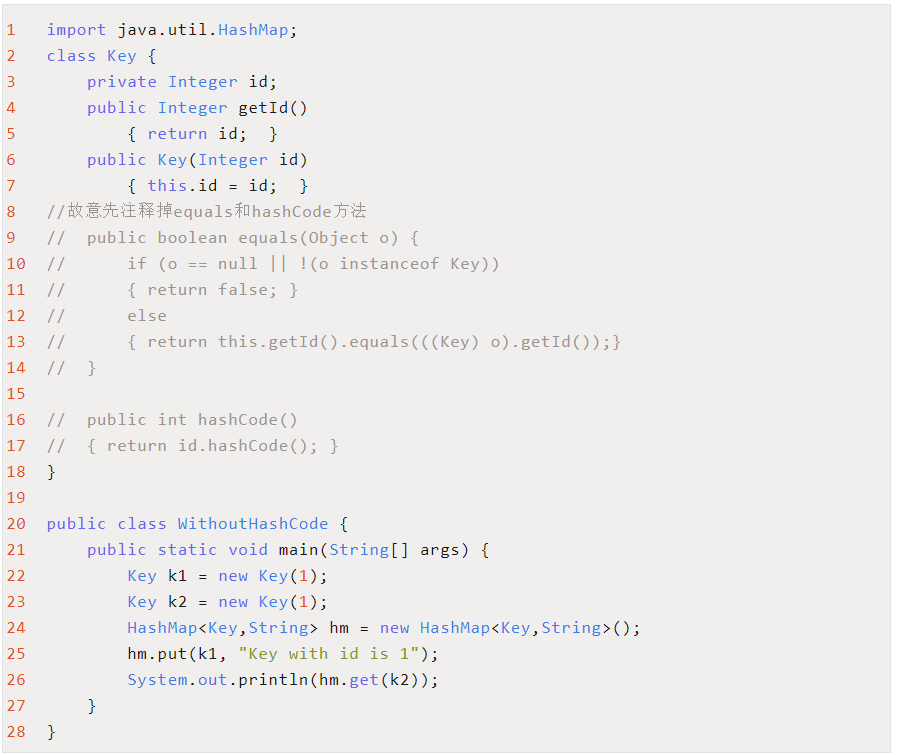 1 import java.util.HashMap;
2 class Key {
3     private Integer id;
4     public Integer getId()
5         { return id;  }
6     public Key(Integer id)
7         { this.id = id;  }
8 //故意先注释掉equals和hashCode方法
9 //  public boolean equals(Object o) {
10 //      if (o == null || !(o instanceof Key))
11 //      { return false; }
12 //      else
13 //      { return this.getId().equals(((Key) o).getId());}
14 //  }
15
16 //  public int hashCode()
17 //  { return id.hashCode(); }
18 }
19
20 public class WithoutHashCode {
21     public static void main(String[] args) {
22         Key k1 = new Key(1);
23         Key k2 = new Key(1);
24         HashMap<Key,String> hm = new HashMap<Key,String>();
25         hm.put(k1, "Key with id is 1");
26         System.out.println(hm.get(k2));
27     }
28 }